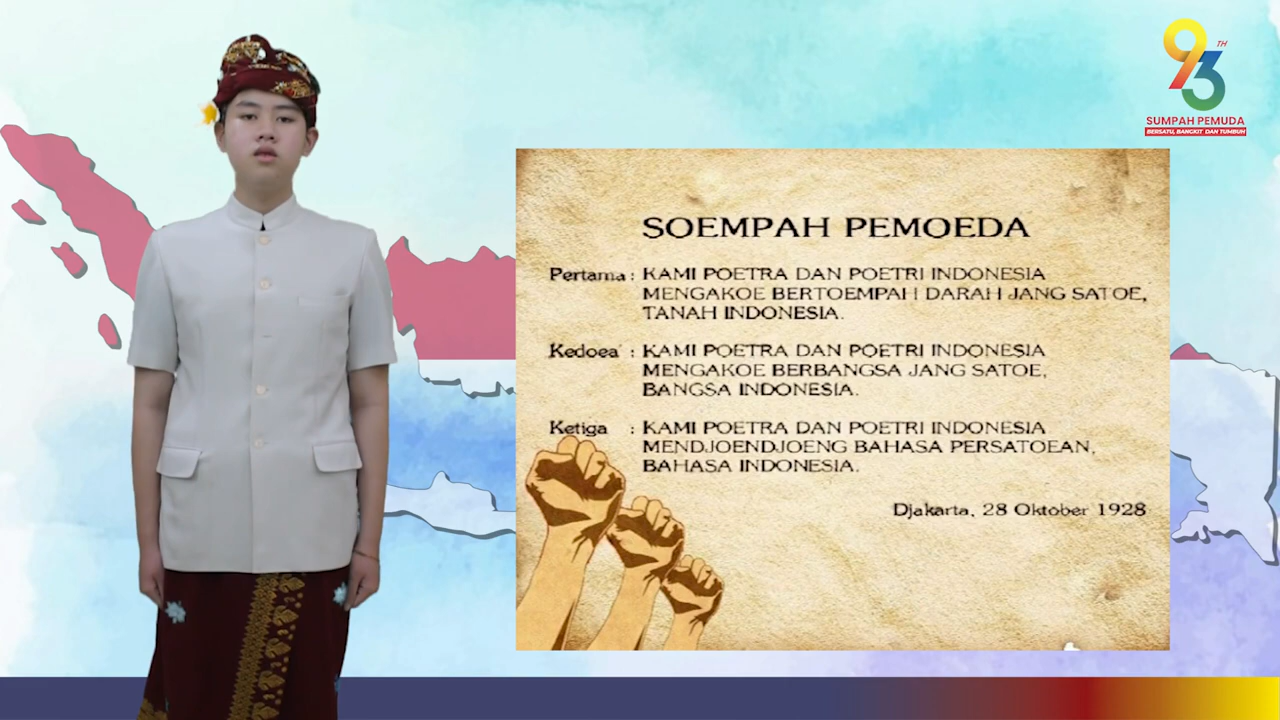 93
TH
SUMPAH PEMUDA
BERSATU, BANGKIT DAN TUMBUH
SOEMPAH PEMOEDA
Pertama : KAMI POETRA DAN POETRI INDONESIA
MENGAKOE BERTOEMPAH DARAH JANG SATOE,
TANAH INDONESIA.
Kedoea : KAMI POETRA DAN POETRI INDONESIA
MENGAKOE BERBANGSA JANG SATOE,
BANGSA INDONESIA.
Ketiga : KAMI POETRA DAN POETRI INDONESIA
MENDJOENDJOENG BAHASA PERSATOEAN,
BAHASA INDONESIA.
Djakarta, 28 Oktober 1928